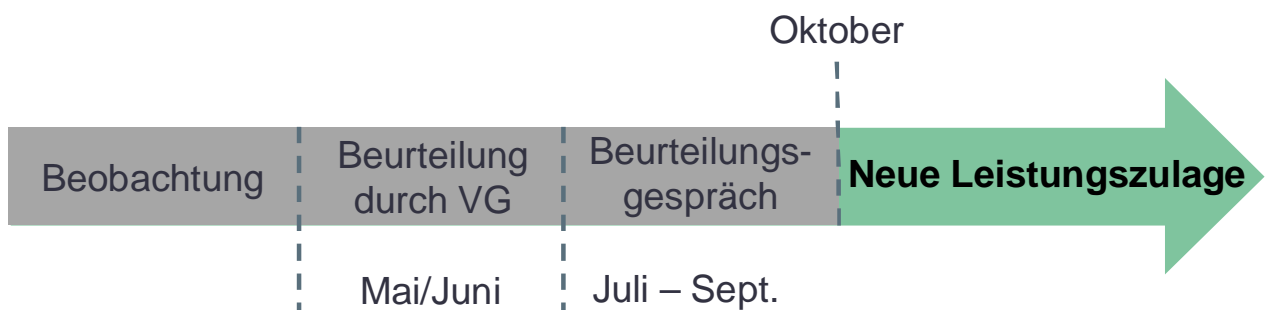 Oktober
Beobachtung
Beurteilung
durch VG
Beurteilungs-
gespräch
Neue Leistungszulage
Mai/Juni
Juli – Sept.